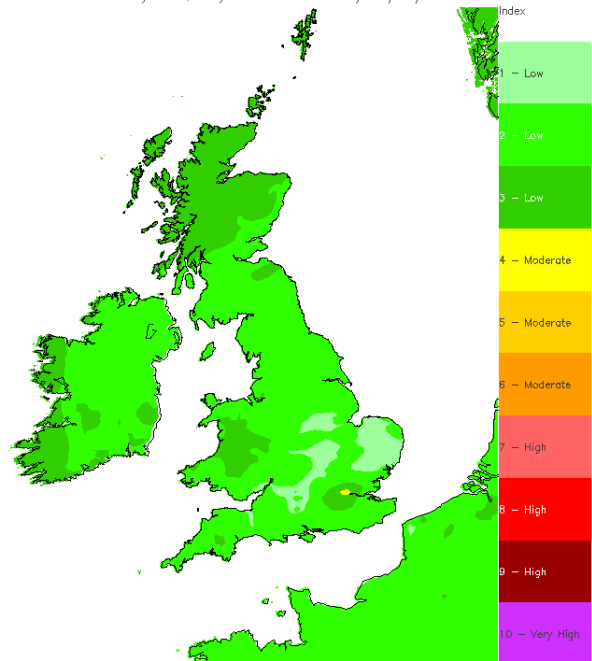 Index
1 - Low
2 - Low
3 - Low
4 - Moderate
5 - Moderate
6 - Moderate
7 - High
8 - High
9 - High
10 - Very High